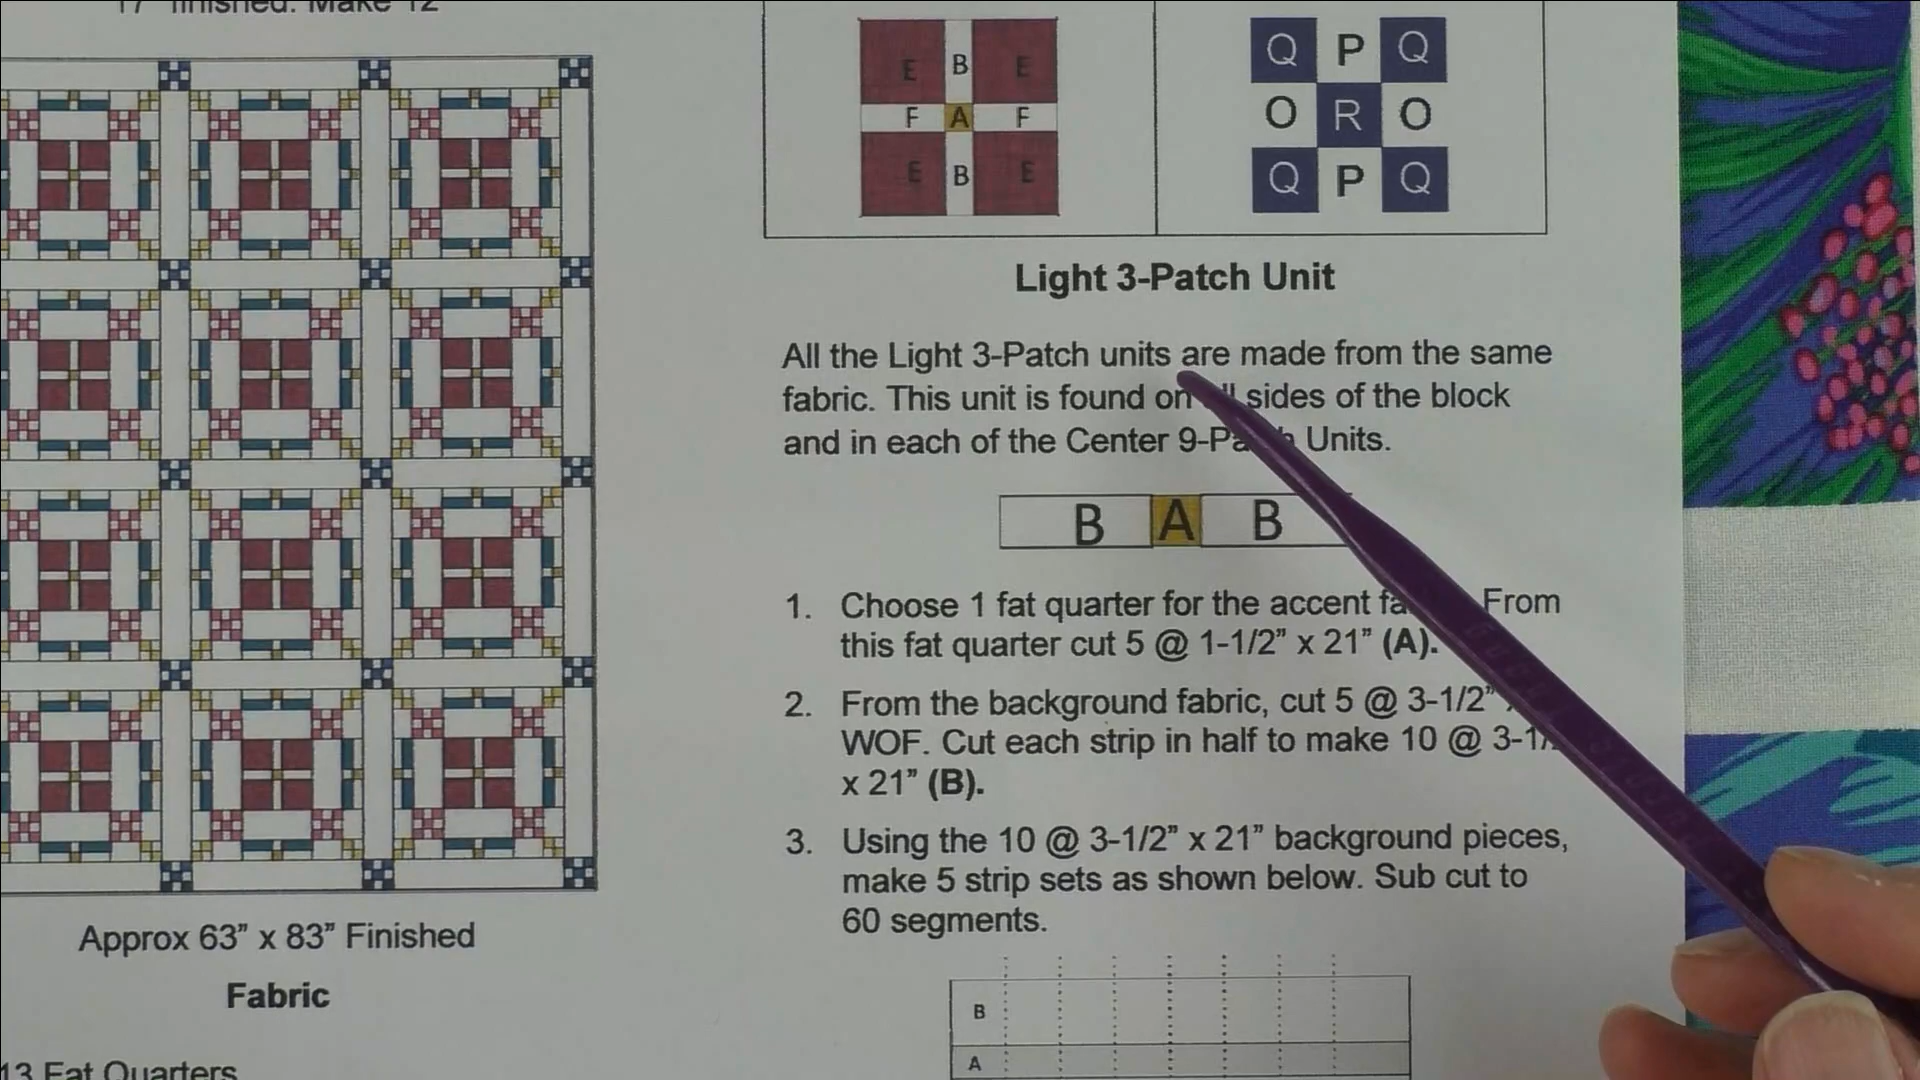 17" finished. Make 12
Approx 63” x 83” Finished
Fabric
13 Fat Quarters
E B E
F A F
E B E
Q P Q
O R O
Q P Q
Light 3-Patch Unit
All the Light 3-Patch units are made from the same
fabric. This unit is found on sides of the block
and in each of the Center Units.
B A B
1. Choose 1 fat quarter for the accent From
this fat quarter cut 5 @ 1-1/2” x 21” (A).
2. From the background fabric, cut 5 @ 3-1/2”
WOF. Cut each strip in half to make 10 @
x 21” (B).
3. Using the 10 @ 3-1/2” x 21” background pieces,
make 5 strip sets as shown below. Sub cut to
60 segments.
B
A